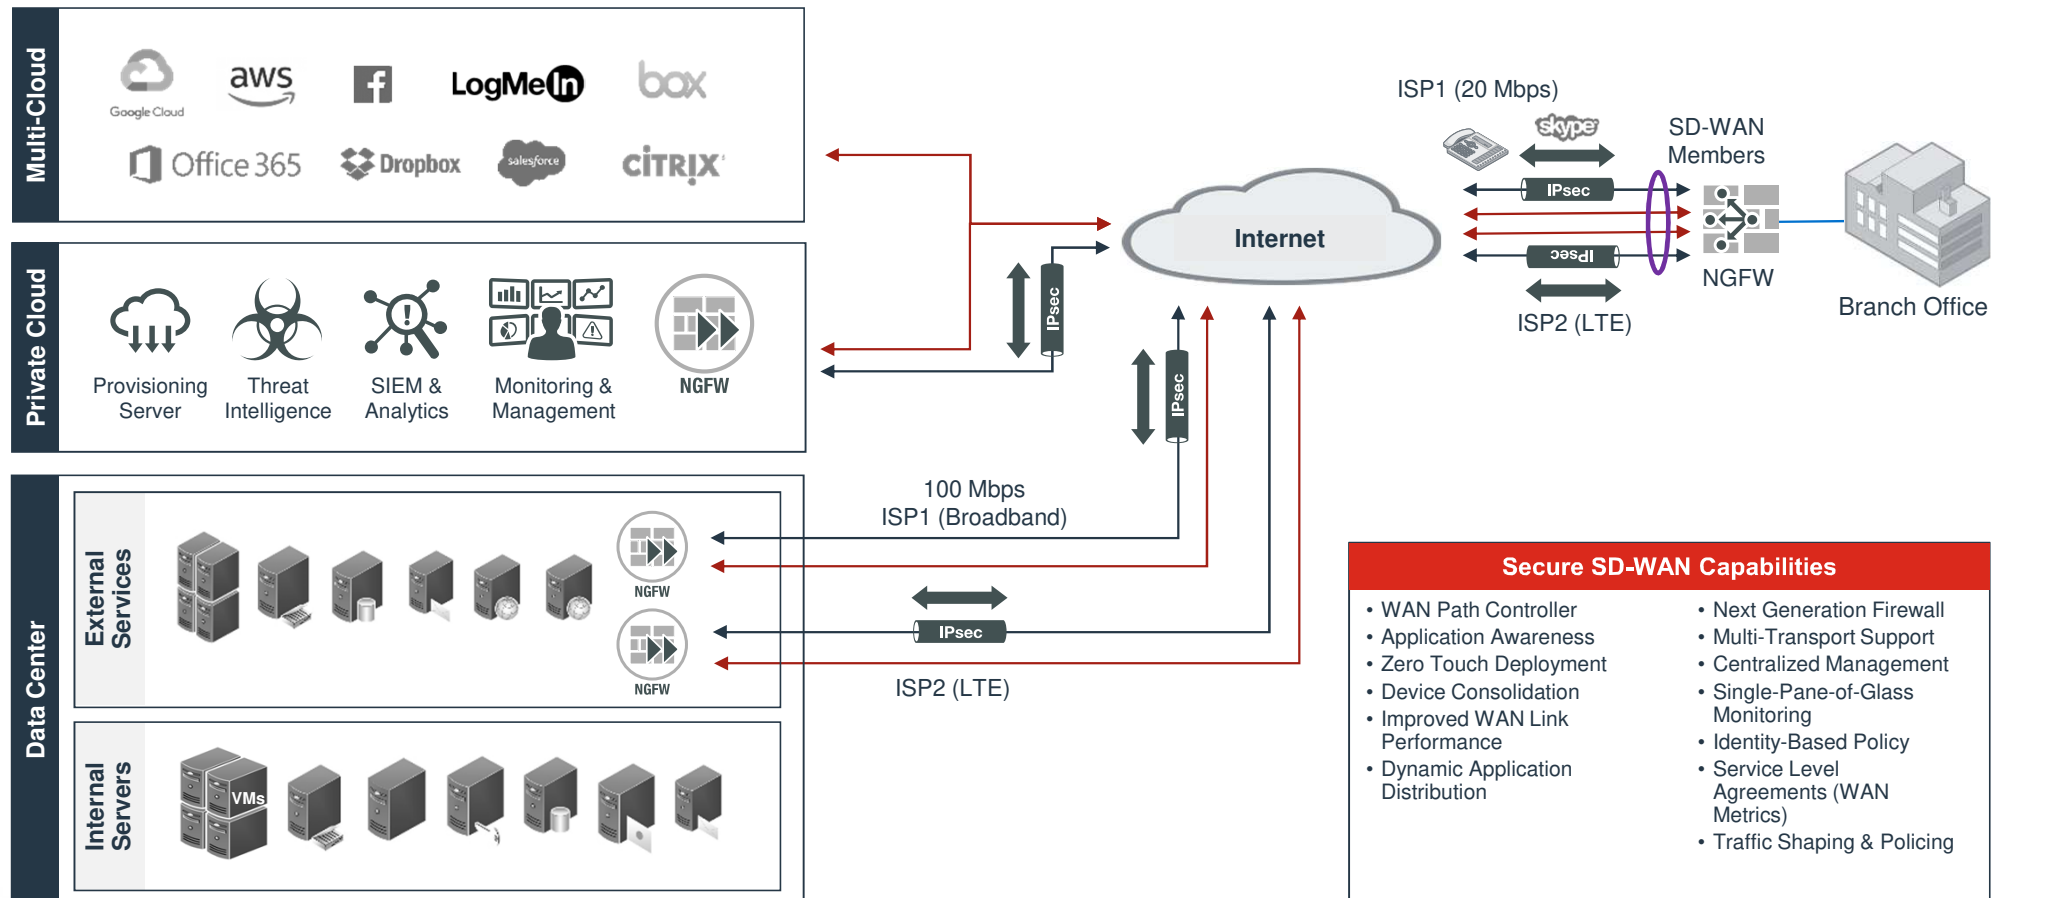 Multi-Cloud
Google Cloud
aws
LogMeIn
box
Office 365
Dropbox
salesforce
CİTRIX
Private Cloud
Provisioning
Server
Threat
Intelligence
SIEM &
Analytics
Monitoring &
Management
NGFW
Data Center
External
Services
NGFW
NGFW
Internal
Servers
VMs
100 Mbps
ISP1 (Broadband)
IPsec
ISP2 (LTE)
IPsec
IPsec
Internet
ISP1 (20 Mbps)
skype
SD-WAN
Members
IPsec
IPsec
ISP2 (LTE)
NGFW
Branch Office
Secure SD-WAN Capabilities
• WAN Path Controller
• Application Awareness
• Zero Touch Deployment
• Device Consolidation
• Improved WAN Link
Performance
• Dynamic Application
Distribution
• Next Generation Firewall
• Multi-Transport Support
• Centralized Management
• Single-Pane-of-Glass
Monitoring
• Identity-Based Policy
• Service Level
Agreements (WAN
Metrics)
• Traffic Shaping & Policing